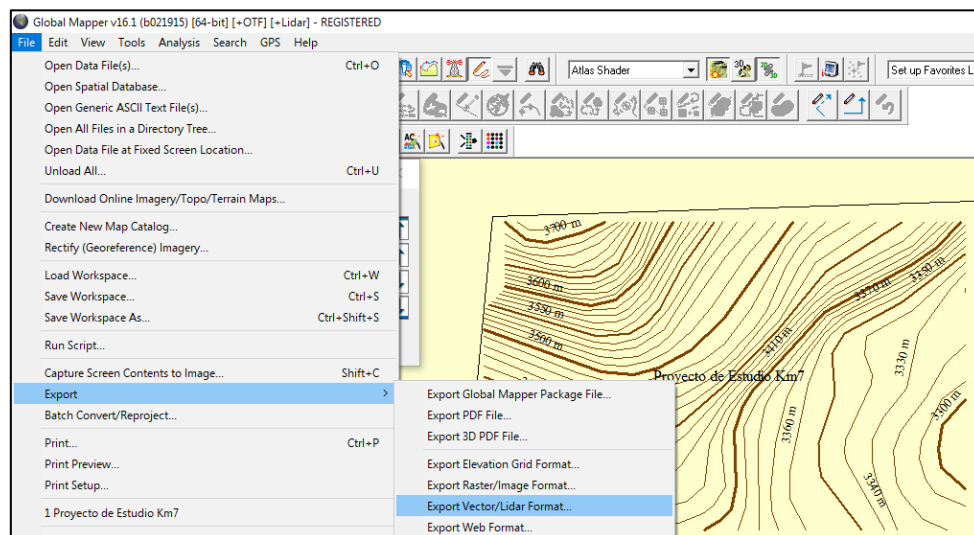 Global Mapper v16.1 (b021915) [64-bit] [+OTF] [+Lidar] - REGISTERED
File Edit View Tools Analysis Search GPS Help
Open Data File(s)... Ctrl+O
Open Spatial Database...
Open Generic ASCII Text File(s)...
Open All Files in a Directory Tree...
Open Data File at Fixed Screen Location...
Unload All... Ctrl+U
Download Online Imagery/Topo/Terrain Maps...
Create New Map Catalog...
Rectify (Georeference) Imagery...
Load Workspace... Ctrl+W
Save Workspace... Ctrl+S
Save Workspace As... Ctrl+Shift+S
Run Script...
Capture Screen Contents to Image... Shift+C
Export
Batch Convert/Reproject...
Print... Ctrl+P
Print Preview...
Print Setup...
1 Proyecto de Estudio Km7
Export Global Mapper Package File...
Export PDF File...
Export 3D PDF File...
Export Elevation Grid Format...
Export Raster/Image Format...
Export Vector/Lidar Format...
Export Web Format...
Atlas Shader
Set up Favorites L
3700 m
3600 m
3550 m
3500 m
3350 m
3370 m
3410 m
3330 m
Proyecto de Estudio Km7
3360 m
3300 m
3340 m